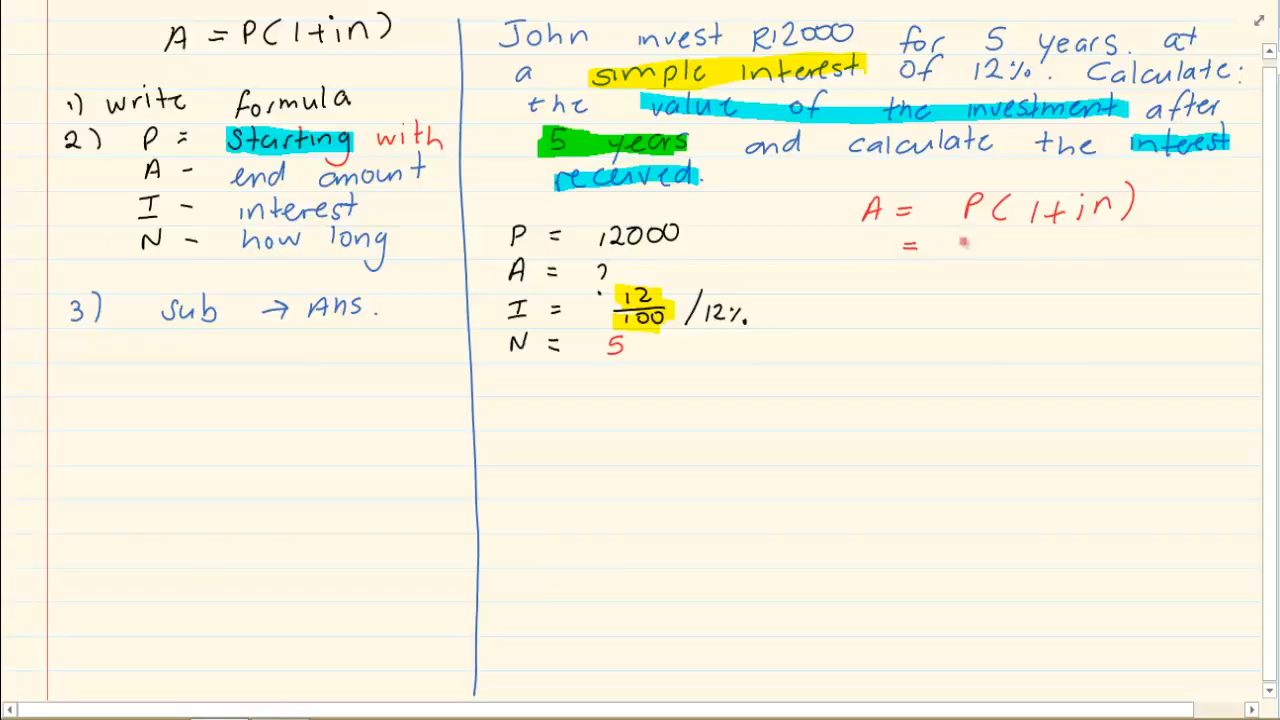 A = P(1+in)
1) write formula
2) P = Starting with
A - end amount
I - interest
N - how long
3) sub → Ans.
John invest R12000 for 5 years. at
a simple interest of 12%. Calculate:
the value of the investment after
5 years and calculate the interest
received.
P = 12000
A = ?
I = 12/100 /12%
N = 5
A = P(1+in)
=